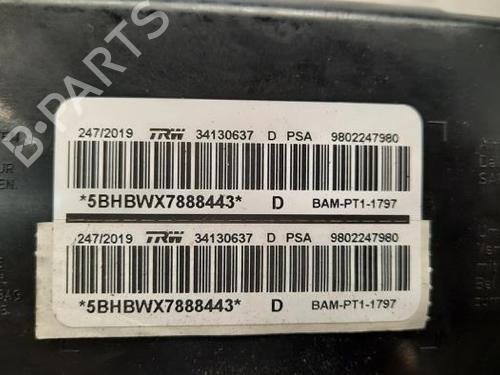 B-PARTS
247/2019 TRW 34130637 D PSA 9802247980
*5BHBWX7888443* D BAM-PT1-1797
247/2019 TRW 34130637 D PSA 9802247980
*5BHBWX7888443* D BAM-PT1-1797